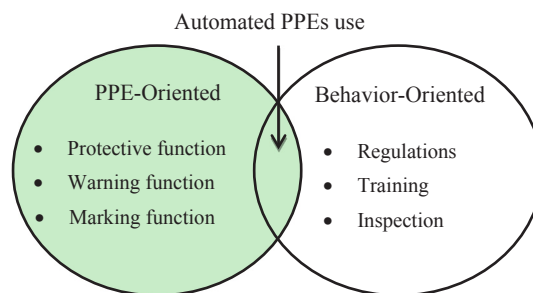 Automated PPEs use
PPE-Oriented
• Protective function
• Warning function
• Marking function
Behavior-Oriented
• Regulations
• Training
• Inspection